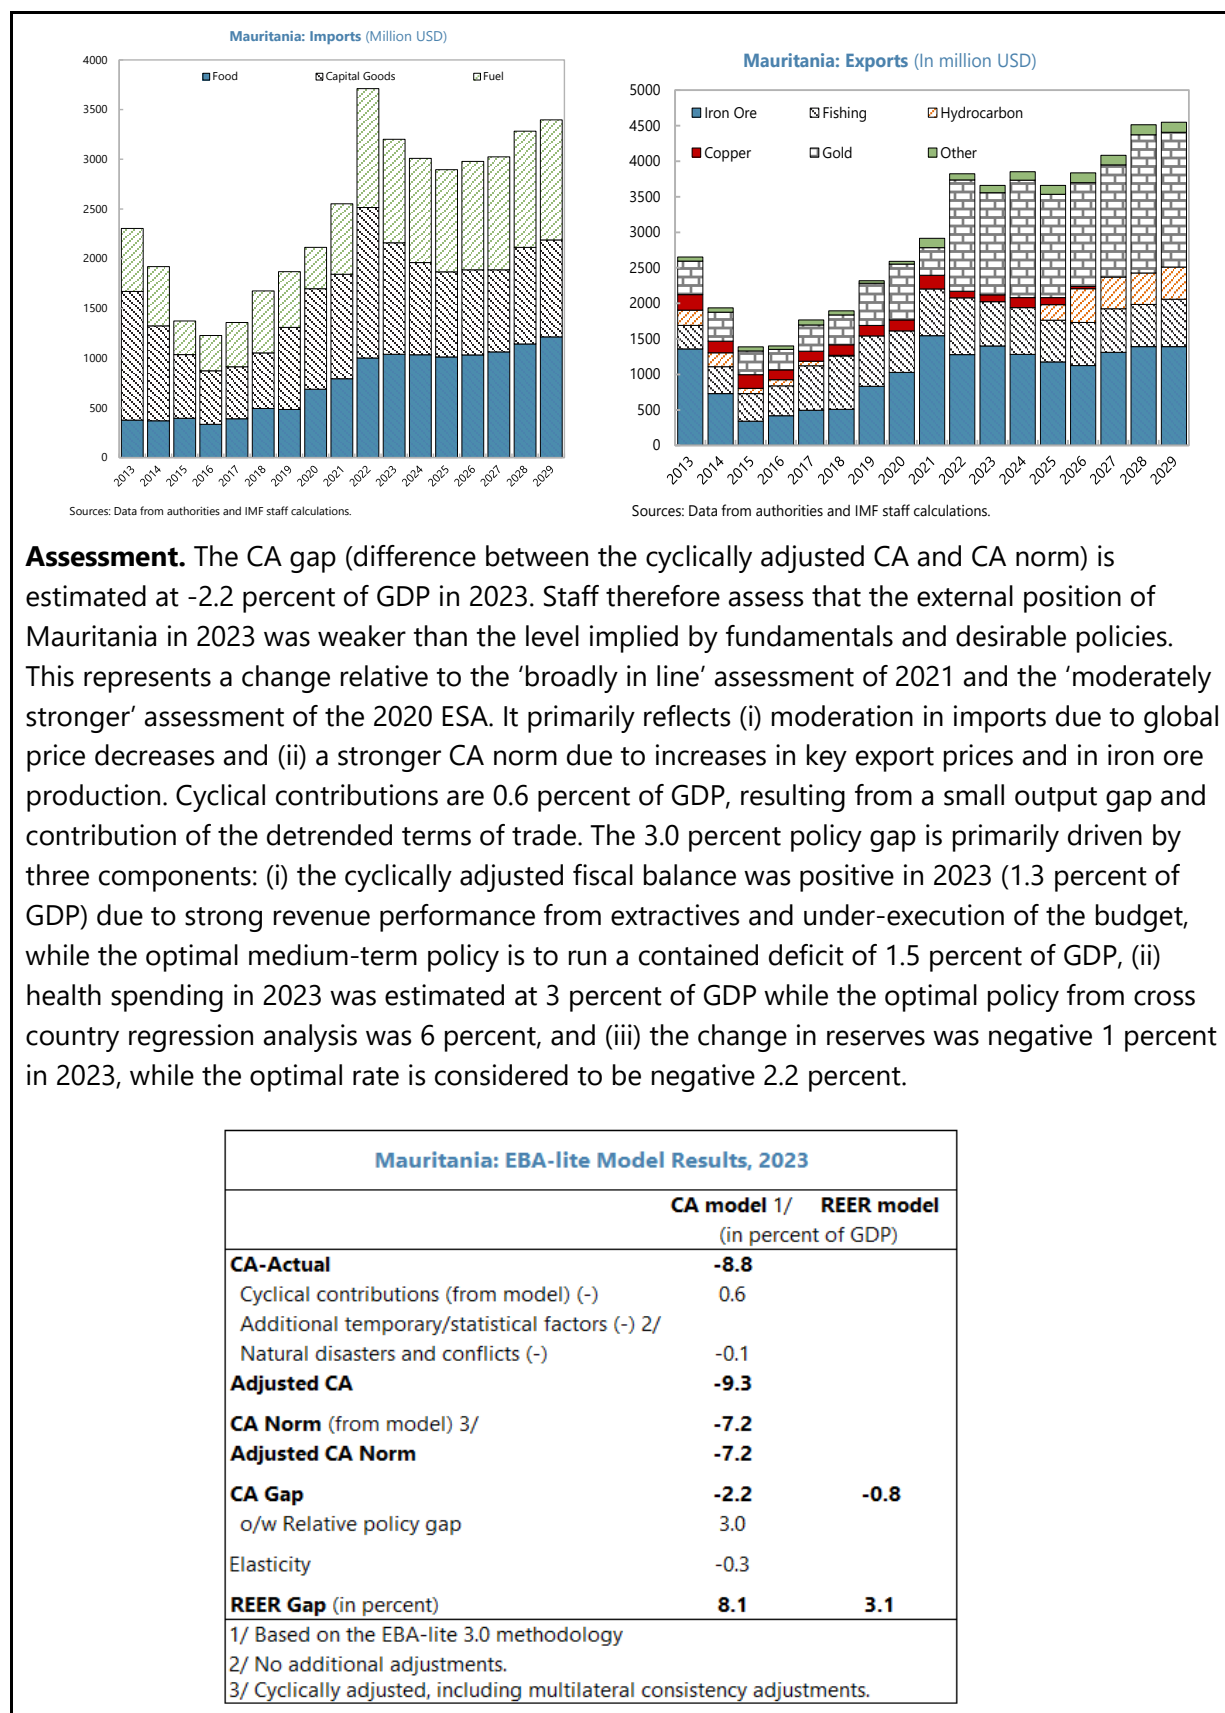 Mauritania: Imports (Million USD)
4000
3500
3000
2500
2000
1500
1000
500
0
Food
Capital Goods
Fuel
2013
2014
2015
2016
2017
2018
2019
2020
2021
2022
2023
2024
2025
2026
2027
2028
2029
Sources: Data from authorities and IMF staff calculations.
Mauritania: Exports (In million USD)
5000
4500
4000
3500
3000
2500
2000
1500
1000
500
0
Iron Ore
Fishing
Hydrocarbon
Copper
Gold
Other
2013
2014
2015
2016
2017
2018
2019
2020
2021
2022
2023
2024
2025
2026
2027
2028
2029
Sources: Data from authorities and IMF staff calculations.
Assessment. The CA gap (difference between the cyclically adjusted CA and CA norm) is
estimated at -2.2 percent of GDP in 2023. Staff therefore assess that the external position of
Mauritania in 2023 was weaker than the level implied by fundamentals and desirable policies.
This represents a change relative to the ‘broadly in line’ assessment of 2021 and the ‘moderately
stronger’ assessment of the 2020 ESA. It primarily reflects (i) moderation in imports due to global
price decreases and (ii) a stronger CA norm due to increases in key export prices and in iron ore
production. Cyclical contributions are 0.6 percent of GDP, resulting from a small output gap and
contribution of the detrended terms of trade. The 3.0 percent policy gap is primarily driven by
three components: (i) the cyclically adjusted fiscal balance was positive in 2023 (1.3 percent of
GDP) due to strong revenue performance from extractives and under-execution of the budget,
while the optimal medium-term policy is to run a contained deficit of 1.5 percent of GDP, (ii)
health spending in 2023 was estimated at 3 percent of GDP while the optimal policy from cross
country regression analysis was 6 percent, and (iii) the change in reserves was negative 1 percent
in 2023, while the optimal rate is considered to be negative 2.2 percent.
Mauritania: EBA-lite Model Results, 2023
CA model 1/ REER model
(in percent of GDP)
CA-Actual -8.8
Cyclical contributions (from model) (-) 0.6
Additional temporary/statistical factors (-) 2/
Natural disasters and conflicts (-) -0.1
Adjusted CA -9.3
CA Norm (from model) 3/ -7.2
Adjusted CA Norm -7.2
CA Gap -2.2 -0.8
o/w Relative policy gap 3.0
Elasticity -0.3
REER Gap (in percent) 8.1 3.1
1/ Based on the EBA-lite 3.0 methodology
2/ No additional adjustments.
3/ Cyclically adjusted, including multilateral consistency adjustments.